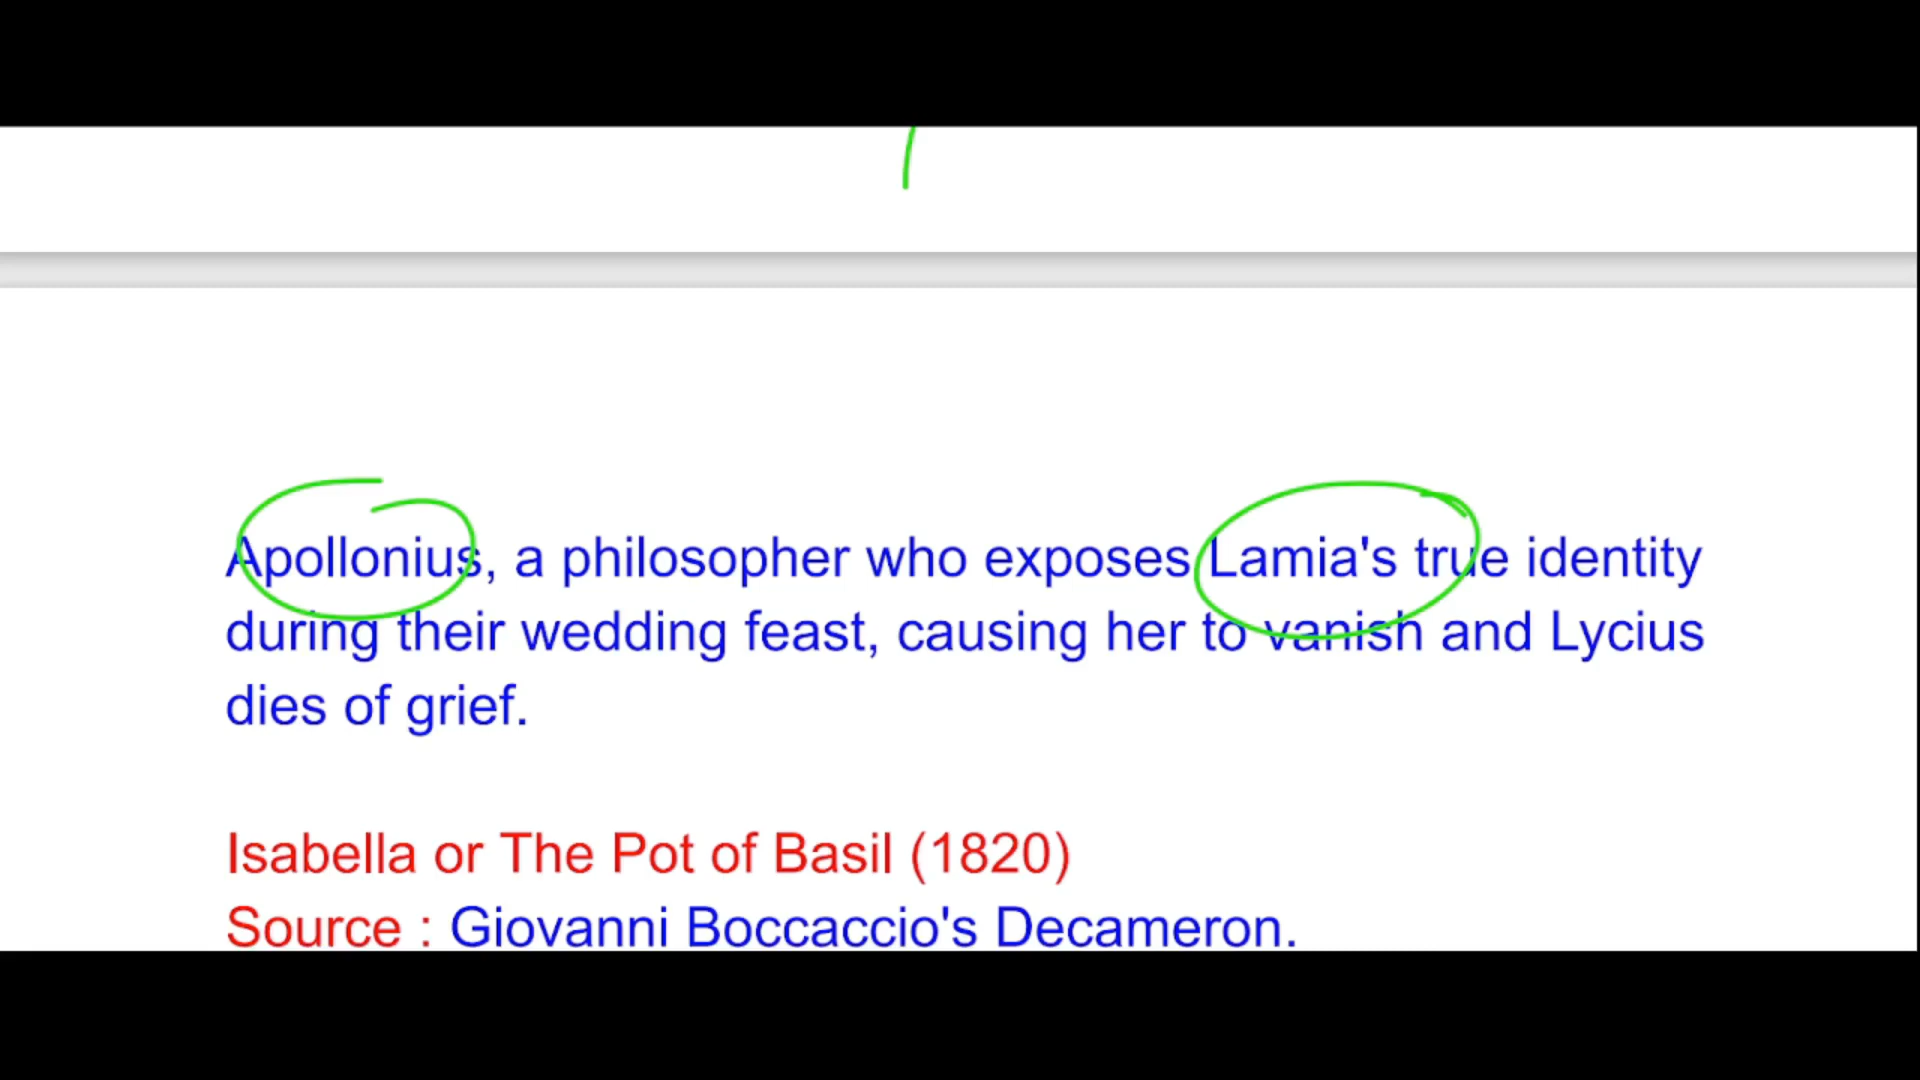 Apollonius, a philosopher who exposes Lamia's true identity
during their wedding feast, causing her to vanish and Lycius
dies of grief.
Isabella or The Pot of Basil (1820)
Source : Giovanni Boccaccio's Decameron.